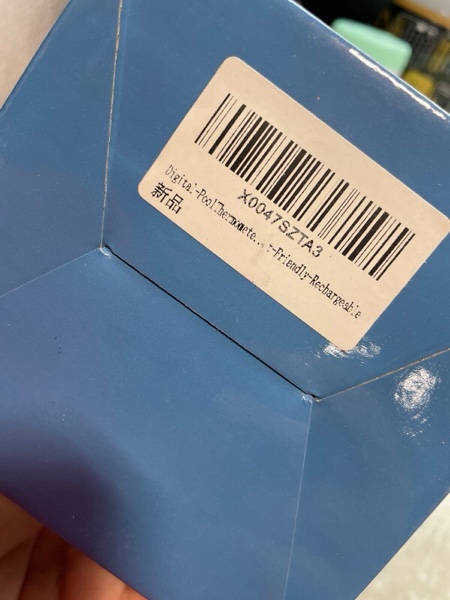 X0047SZTA3
Digital-PoolThermomete...r-Friendly-Rechargeable
新品